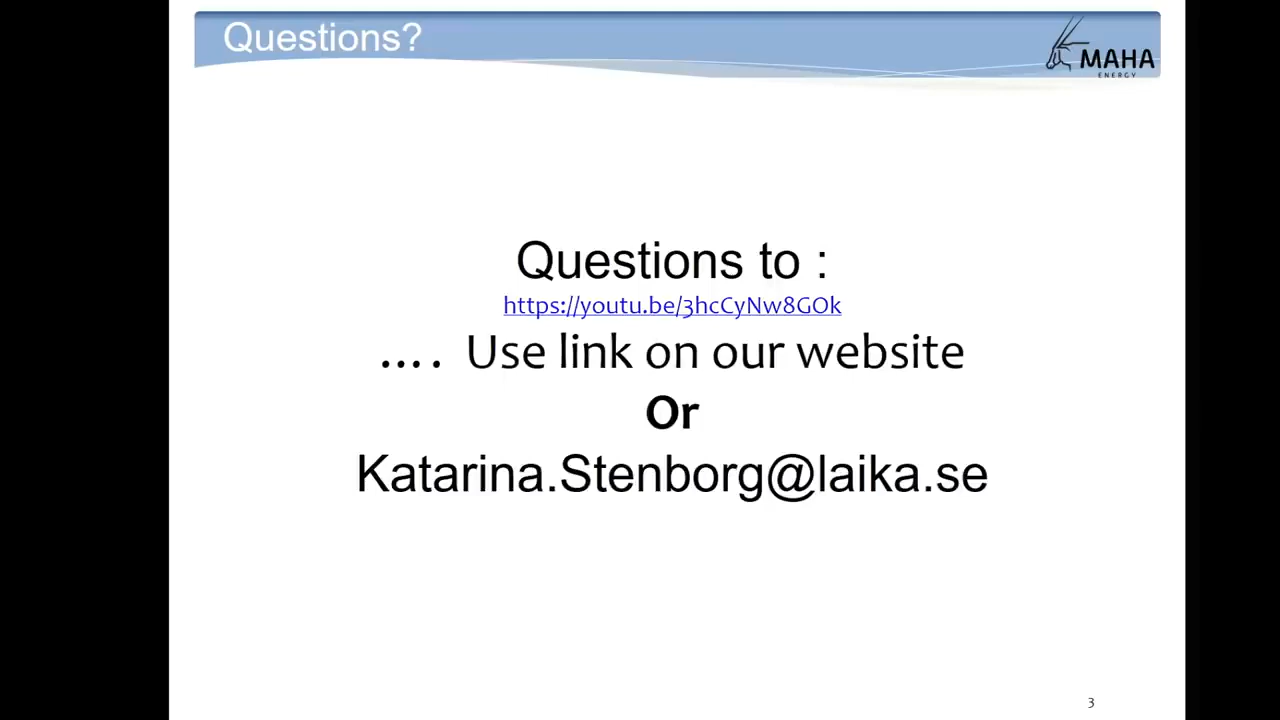 Questions?
MAHA
ENERGY
Questions to :
https://youtu.be/3hcCyNw8GOk
.... Use link on our website
Or
Katarina.Stenborg@laika.se
3